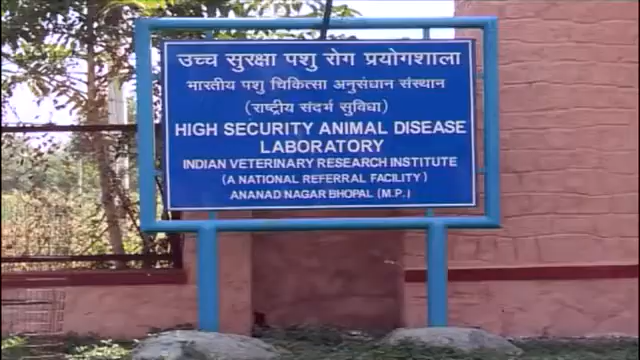 उच्च सुरक्षा पशु रोग प्रयोगशाला
भारतीय पशु चिकित्सा अनुसंधान संस्थान
(राष्ट्रीय संदर्भ सुविधा)
HIGH SECURITY ANIMAL DISEASE
LABORATORY
INDIAN VETERINARY RESEARCH INSTITUTE
(A NATIONAL REFERRAL FACILITY)
ANANAD NAGAR BHOPAL (M.P.)